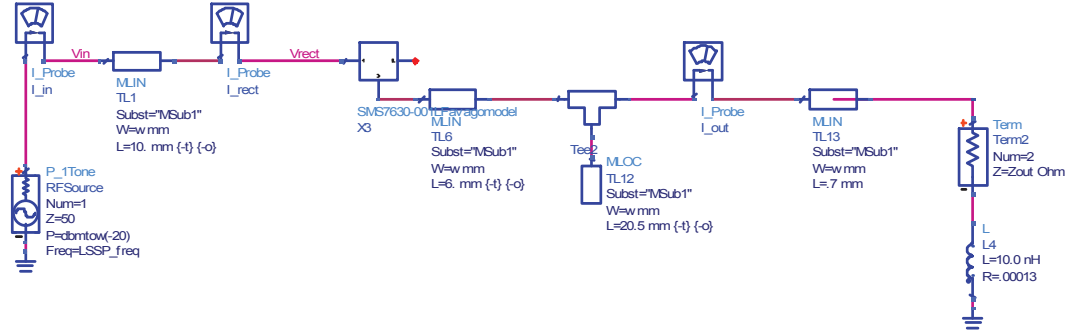 I_Probe
I_in
Vin
MLIN
TL1
Subst="MSub1"
W=w mm
L=10. mm {-t} {-o}
I_Probe
I_rect
Vrect
P_1Tone
RFSource
Num=1
Z=50
P=dbmtow(-20)
Freq=LSSP_freq
X3
MLIN
TL6
Subst="MSub1"
W=w mm
L=6. mm {-t} {-o}
Tee2
MLOC
TL12
Subst="MSub1"
W=w mm
L=20.5 mm {-t} {-o}
I_Probe
I_out
MLIN
TL13
Subst="MSub1"
W=w mm
L=.7 mm
Term
Term2
Num=2
Z=Zout Ohm
L
L4
L=10.0 nH
R=.00013